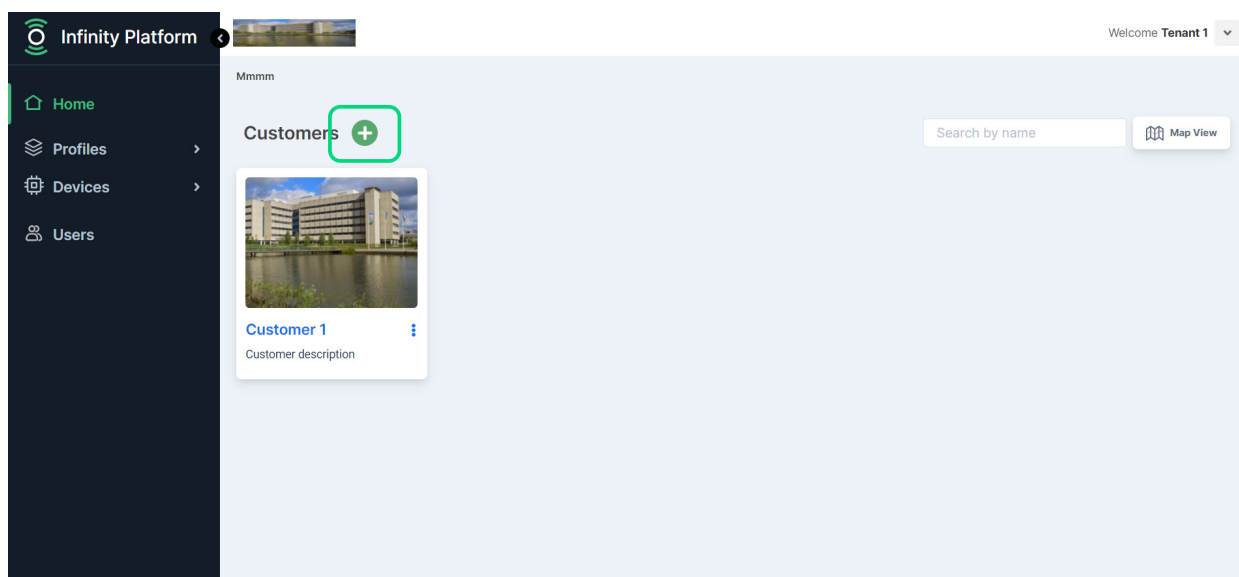 Infinity Platform
Welcome Tenant 1
Mmmm
Home
Profiles
Devices
Users
Customers
Search by name
Map View
Customer 1
Customer description